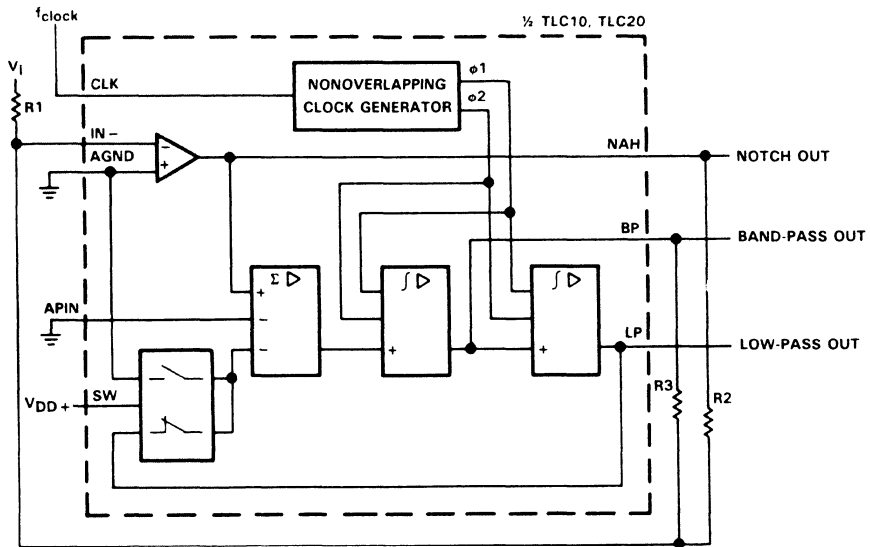 fclock
½ TLC10, TLC20
Vi
R1
CLK
NONOVERLAPPING
CLOCK GENERATOR
φ1
φ2
IN −
AGND
−
+
NAH
NOTCH OUT
BP
BAND-PASS OUT
Σ ▷
∫ ▷
∫ ▷
+
APIN
−
−
+
+
LP
LOW-PASS OUT
VDD +
SW
R3
R2